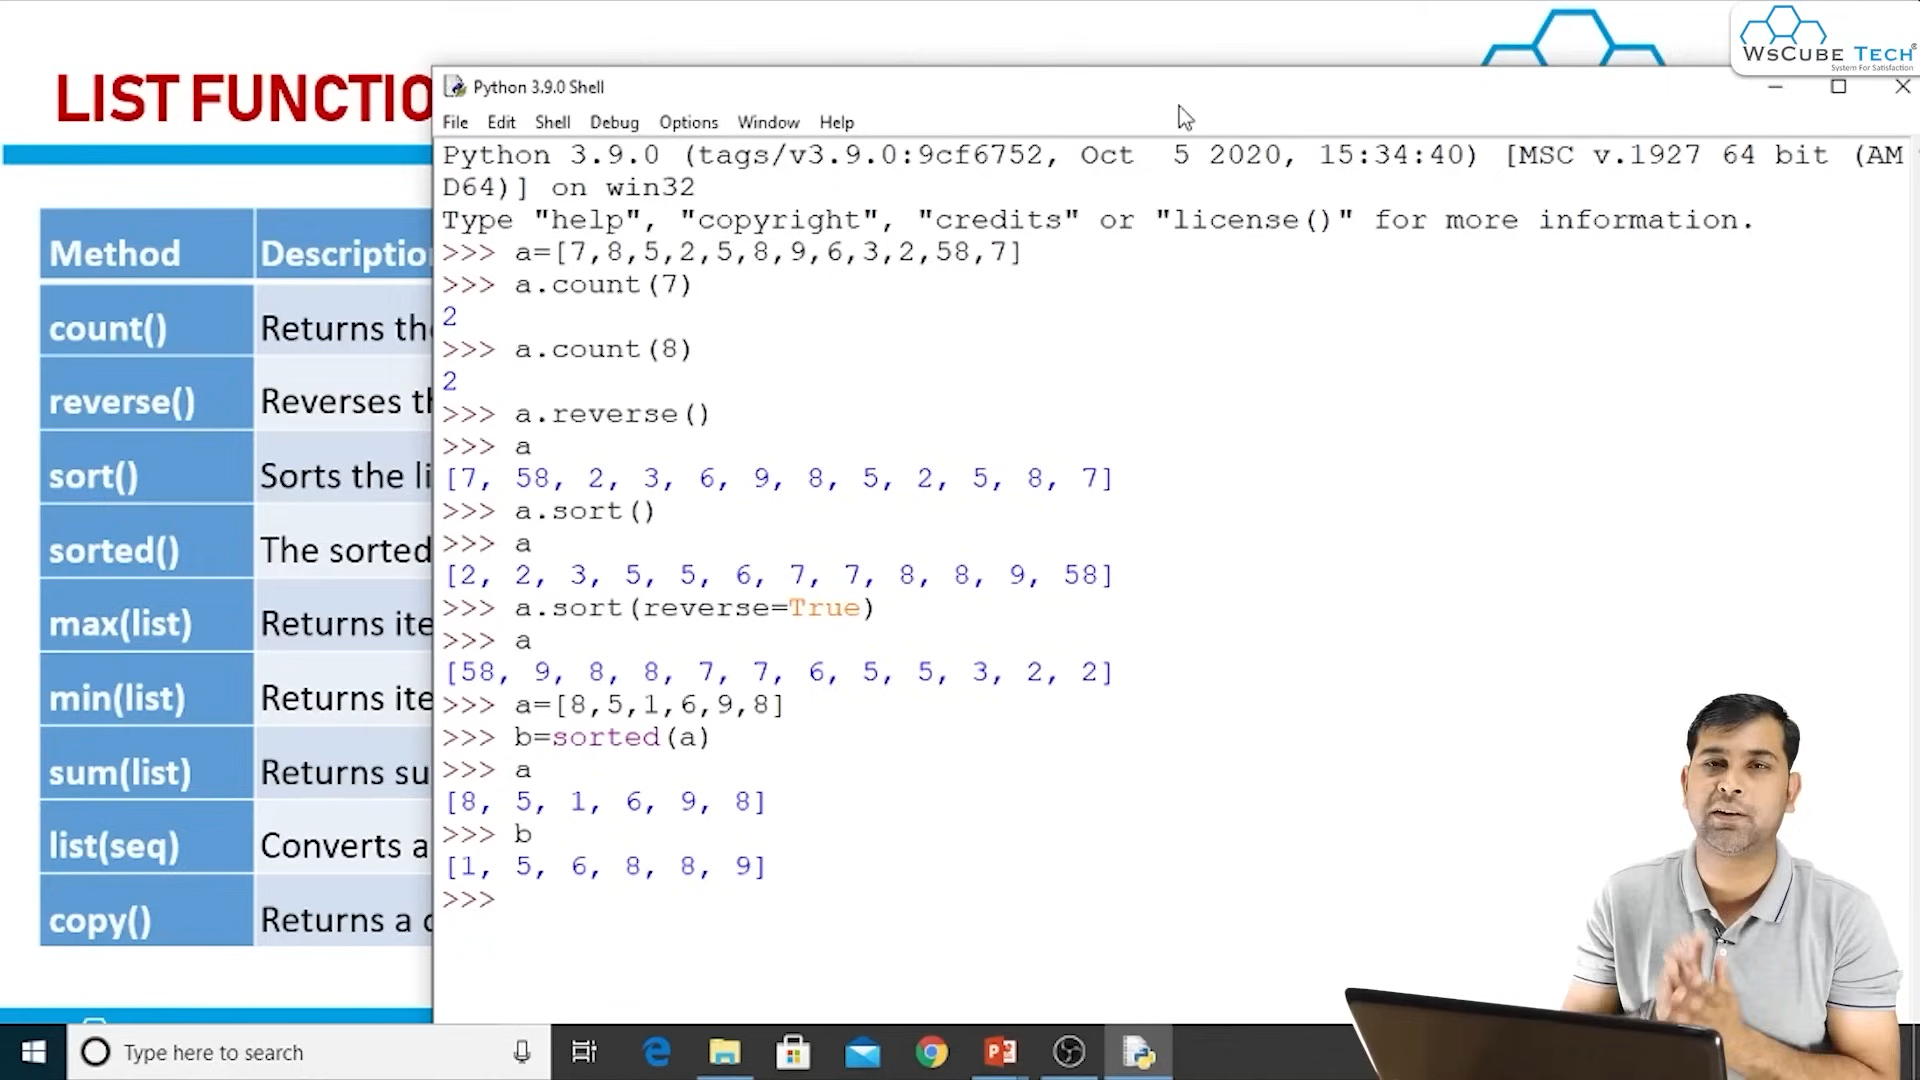 WsCube Tech
System For Satisfaction
LIST FUNCTIO
Method Descriptio
count() Returns the
reverse() Reverses th
sort() Sorts the li
sorted() The sorted
max(list) Returns ite
min(list) Returns ite
sum(list) Returns su
list(seq) Converts a
copy() Returns a c
Python 3.9.0 Shell
File Edit Shell Debug Options Window Help
Python 3.9.0 (tags/v3.9.0:9cf6752, Oct  5 2020, 15:34:40) [MSC v.1927 64 bit (AM
D64)] on win32
Type "help", "copyright", "credits" or "license()" for more information.
>>> a=[7,8,5,2,5,8,9,6,3,2,58,7]
>>> a.count(7)
2
>>> a.count(8)
2
>>> a.reverse()
>>> a
[7, 58, 2, 3, 6, 9, 8, 5, 2, 5, 8, 7]
>>> a.sort()
>>> a
[2, 2, 3, 5, 5, 6, 7, 7, 8, 8, 9, 58]
>>> a.sort(reverse=True)
>>> a
[58, 9, 8, 8, 7, 7, 6, 5, 5, 3, 2, 2]
>>> a=[8,5,1,6,9,8]
>>> b=sorted(a)
>>> a
[8, 5, 1, 6, 9, 8]
>>> b
[1, 5, 6, 8, 8, 9]
>>>
Type here to search